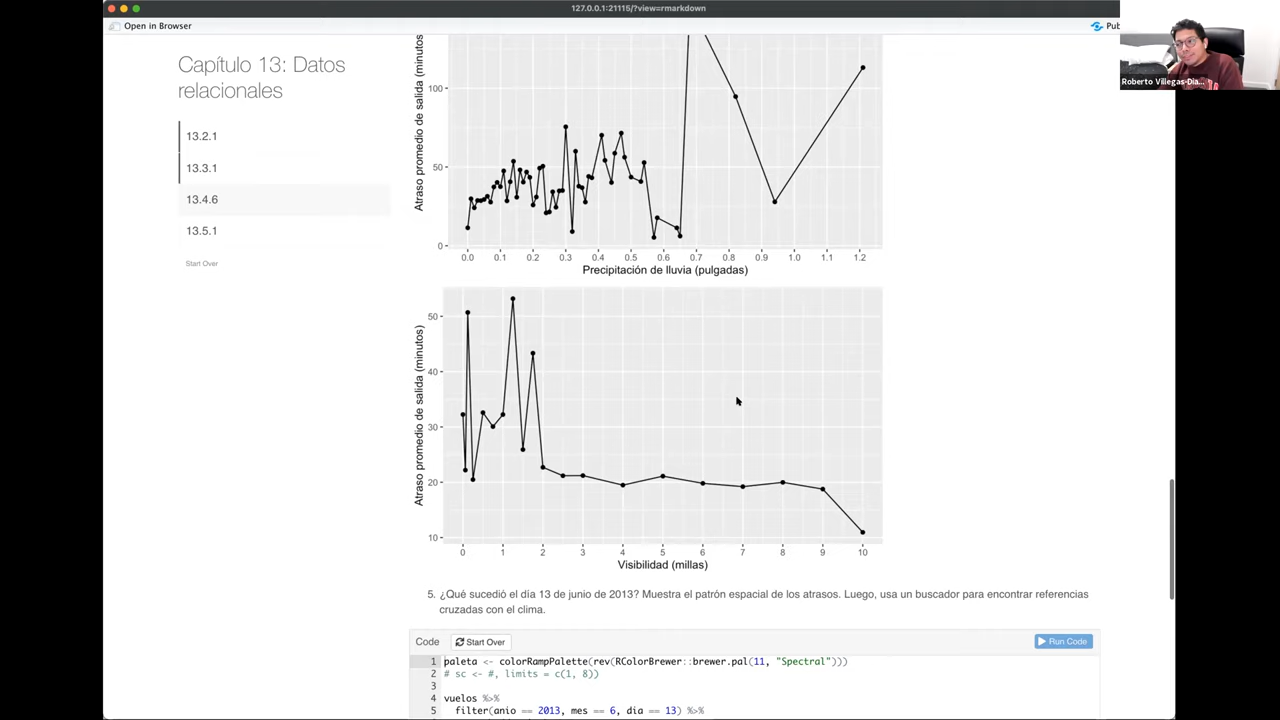 127.0.0.1:21115/?view=rmarkdown
Open in Browser
Roberto Villegas-Dia...
Capítulo 13: Datos
relacionales
13.2.1
13.3.1
13.4.6
13.5.1
Start Over
Atraso promedio de salida (minutos
100
50
0
0.0 0.1 0.2 0.3 0.4 0.5 0.6 0.7 0.8 0.9 1.0 1.1 1.2
Precipitación de lluvia (pulgadas)
Atraso promedio de salida (minutos)
50
40
30
20
10
0 1 2 3 4 5 6 7 8 9 10
Visibilidad (millas)
5. ¿Qué sucedió el día 13 de junio de 2013? Muestra el patrón espacial de los atrasos. Luego, usa un buscador para encontrar referencias
cruzadas con el clima.
Code Start Over Run Code
1 paleta <- colorRampPalette(rev(RColorBrewer::brewer.pal(11, "Spectral")))
2 # sc <- #, limits = c(1, 8))
3
4 vuelos %>%
5 filter(anio == 2013, mes == 6, dia == 13) %>%